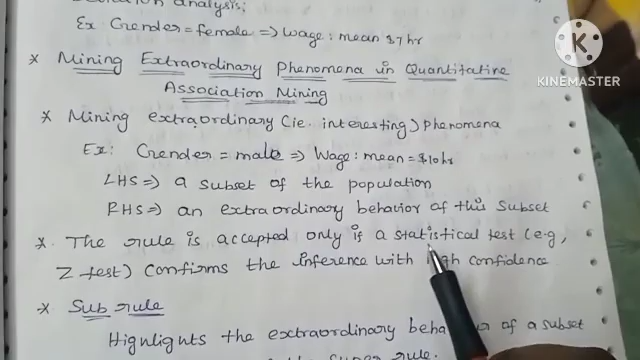 analysis;
Ex Gender = female => Wage: mean $7 hr
* Mining Extraordinary Phenomena in Quantitative
Association Mining
* Mining extraordinary (ie. interesting) Phenomena
Ex: Gender = male => Wage: mean = $10 hr
LHS => a subset of the population
RHS => an extraordinary behavior of this subset
* The rule is accepted only if a statistical test (e.g,
Z test) confirms the inference with high confidence
* Sub rule
Highlights the extraordinary of a subset
KINEMASTER